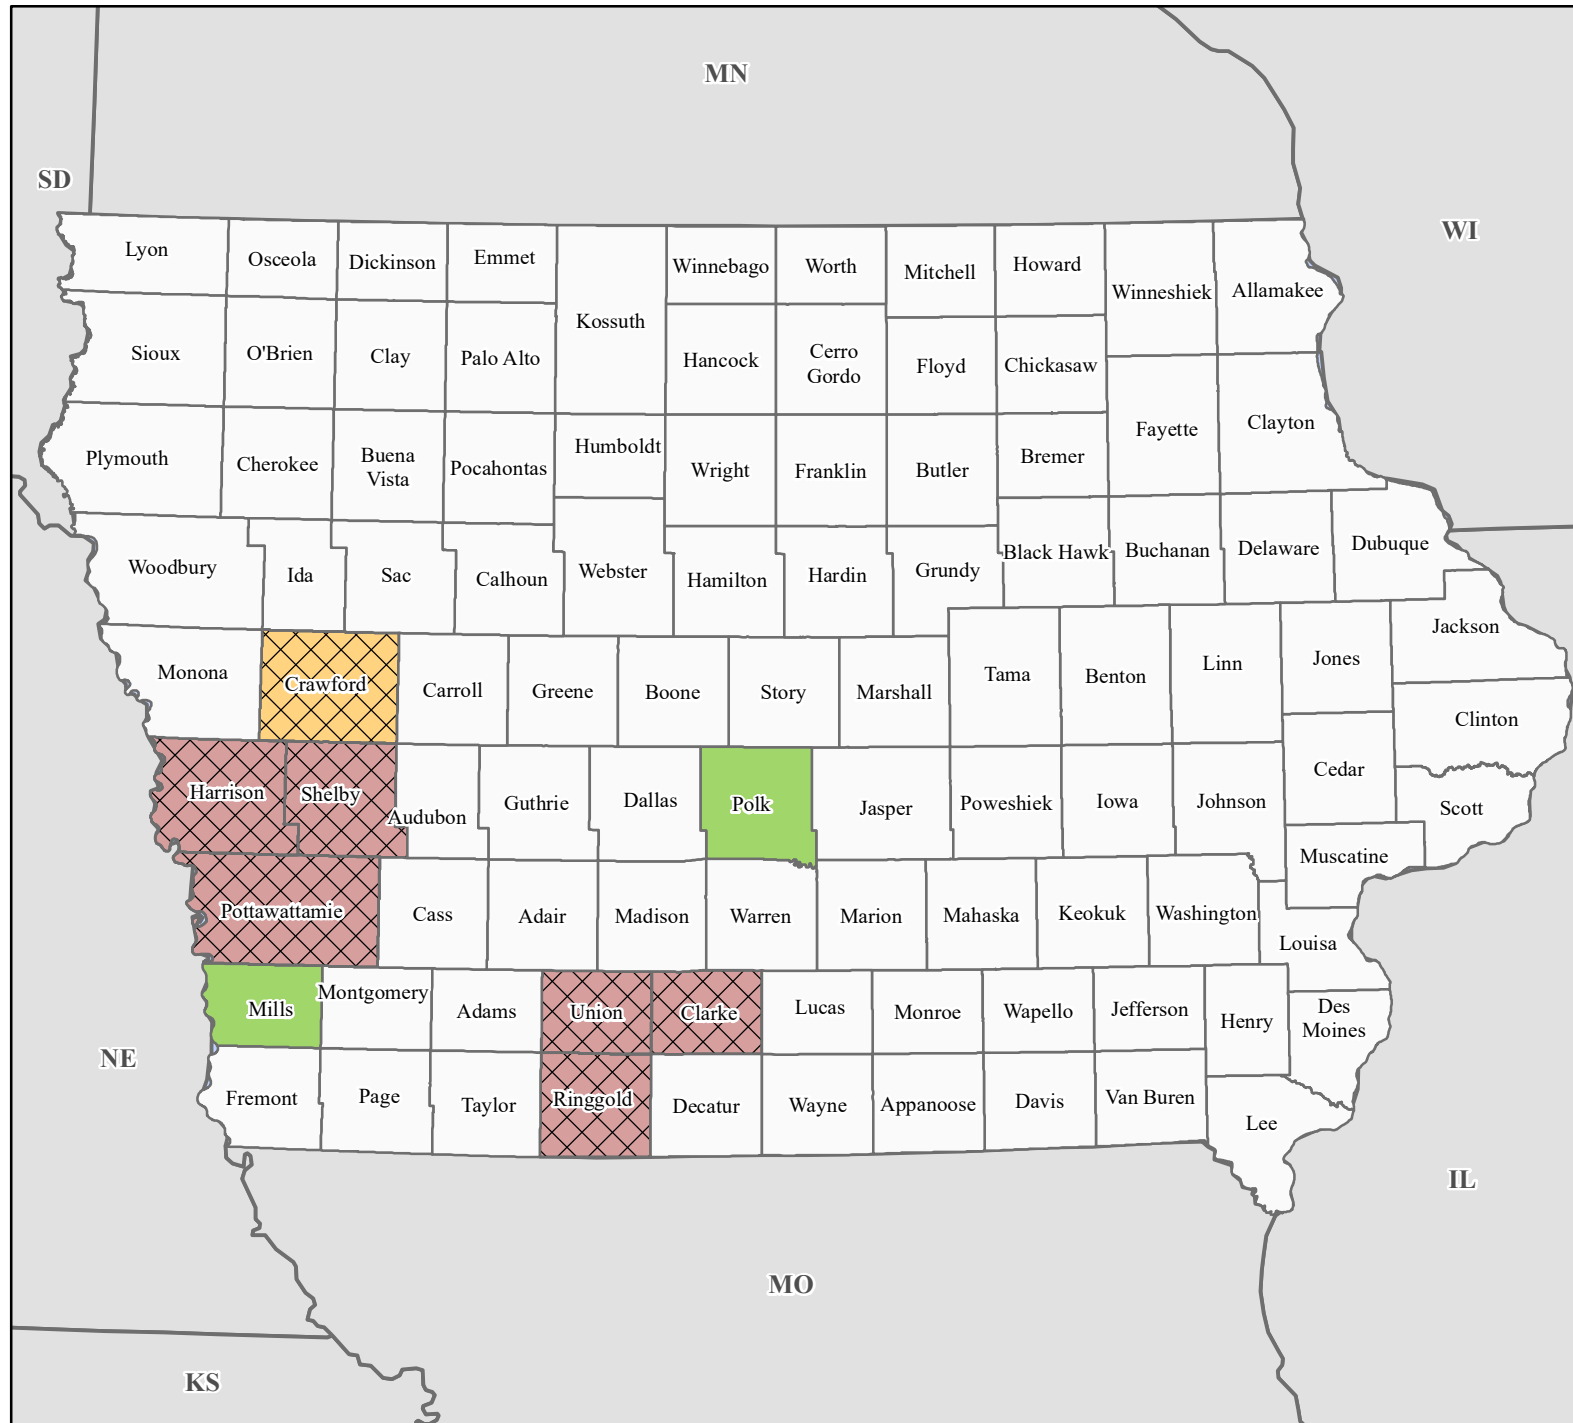 MN
SD
WI
Lyon
Osceola
Dickinson
Emmet
Kossuth
Winnebago
Worth
Mitchell
Howard
Winneshiek
Allamakee
Sioux
O'Brien
Clay
Palo Alto
Hancock
Cerro
Gordo
Floyd
Chickasaw
Plymouth
Cherokee
Buena
Vista
Pocahontas
Humboldt
Wright
Franklin
Butler
Bremer
Fayette
Clayton
Woodbury
Ida
Sac
Calhoun
Webster
Hamilton
Hardin
Grundy
Black Hawk
Buchanan
Delaware
Dubuque
Monona
Crawford
Carroll
Greene
Boone
Story
Marshall
Tama
Benton
Linn
Jones
Jackson
Clinton
Harrison
Shelby
Audubon
Guthrie
Dallas
Polk
Jasper
Poweshiek
Iowa
Johnson
Cedar
Scott
Muscatine
Pottawattamie
Cass
Adair
Madison
Warren
Marion
Mahaska
Keokuk
Washington
Louisa
Mills
Montgomery
Adams
Union
Clarke
Lucas
Monroe
Wapello
Jefferson
Henry
Des
Moines
NE
Fremont
Page
Taylor
Ringgold
Decatur
Wayne
Appanoose
Davis
Van Buren
Lee
IL
MO
KS